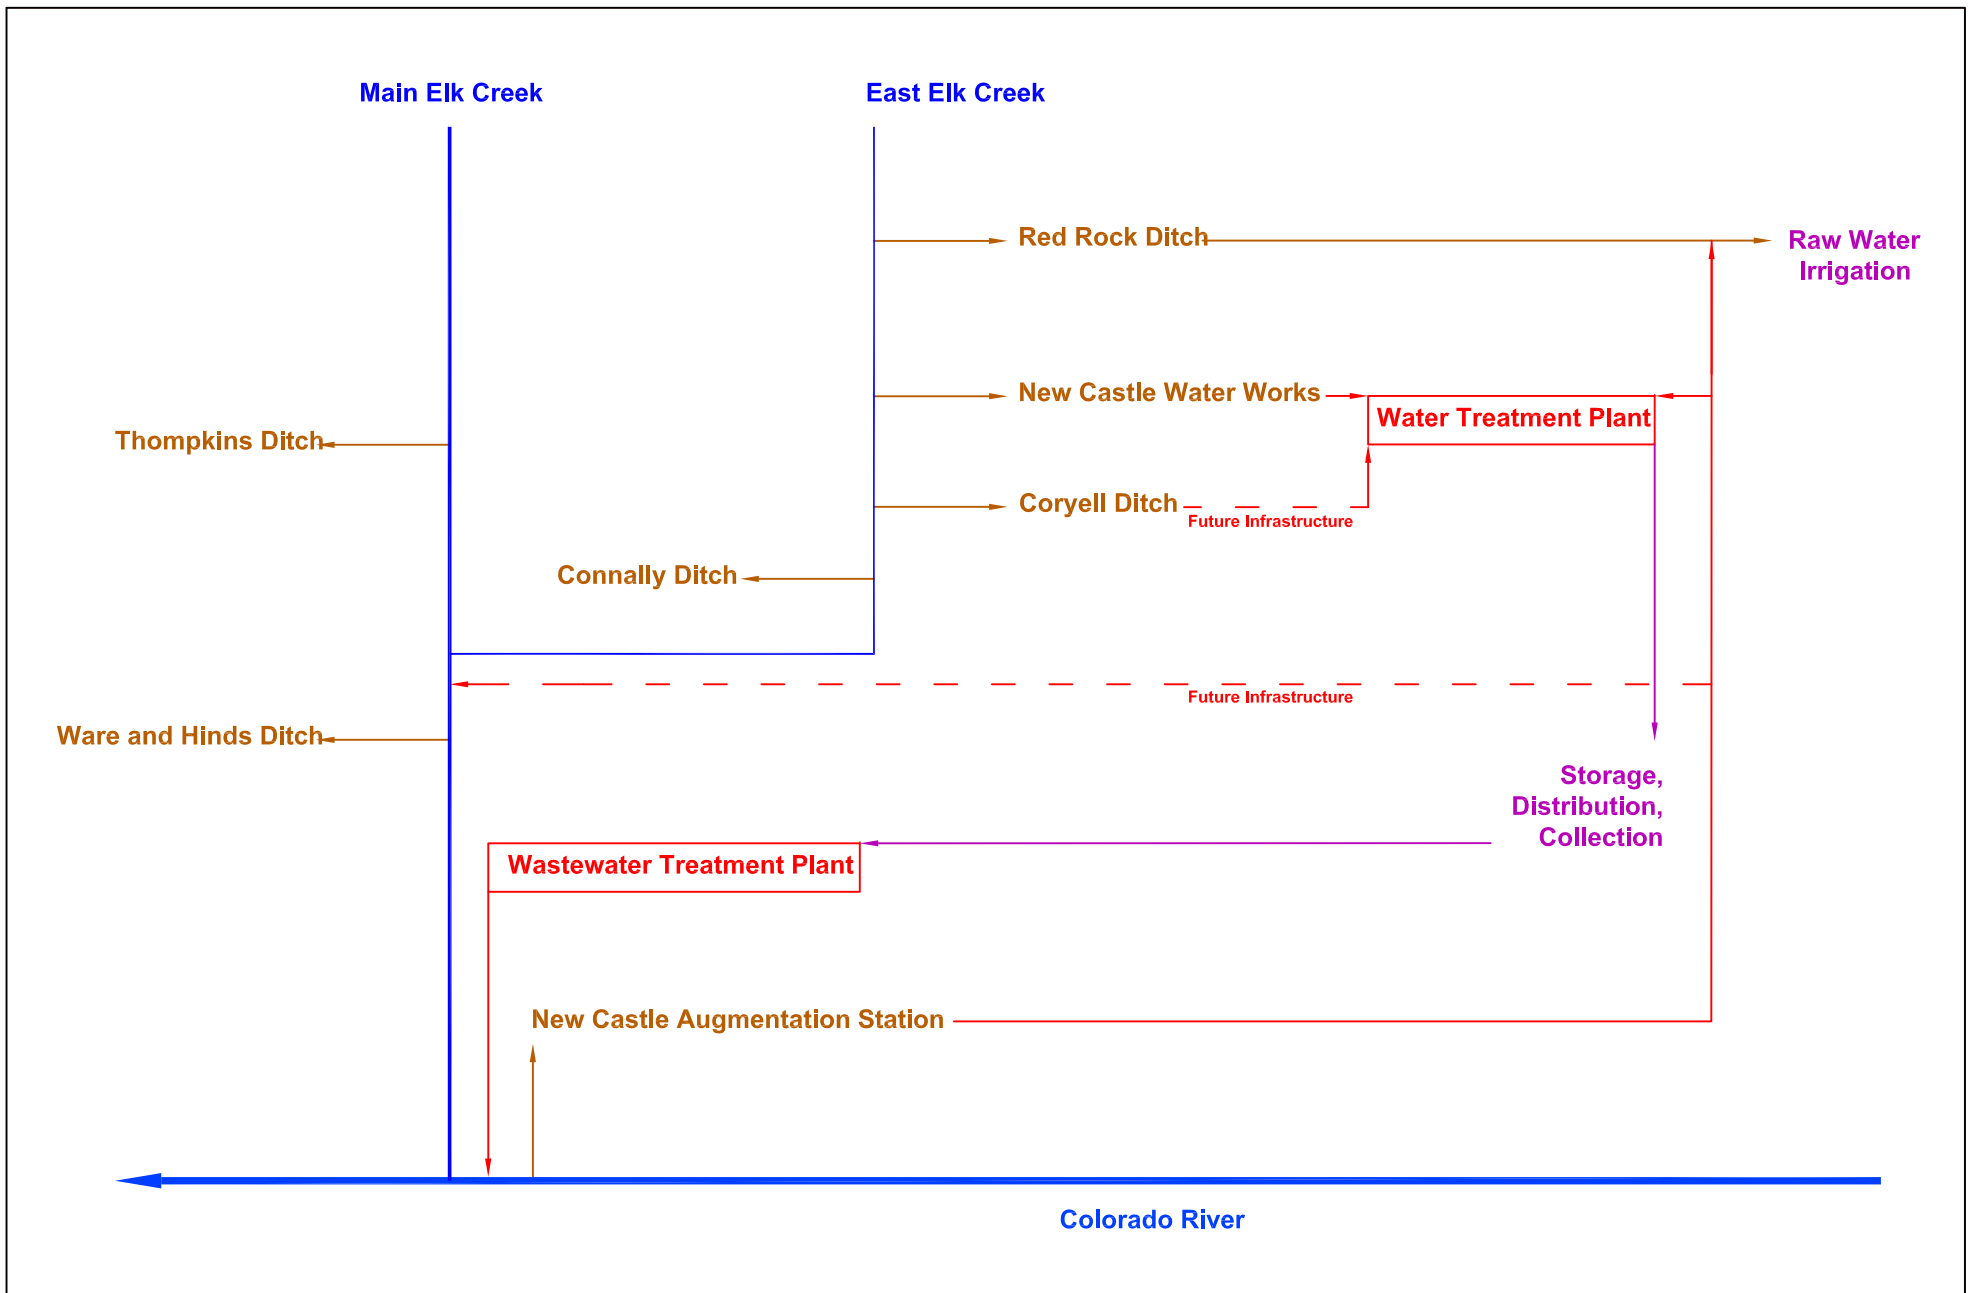 Main Elk Creek
East Elk Creek
Red Rock Ditch
Raw Water
Irrigation
New Castle Water Works
Water Treatment Plant
Thompkins Ditch
Coryell Ditch
Future Infrastructure
Connally Ditch
Future Infrastructure
Ware and Hinds Ditch
Storage,
Distribution,
Collection
Wastewater Treatment Plant
New Castle Augmentation Station
Colorado River